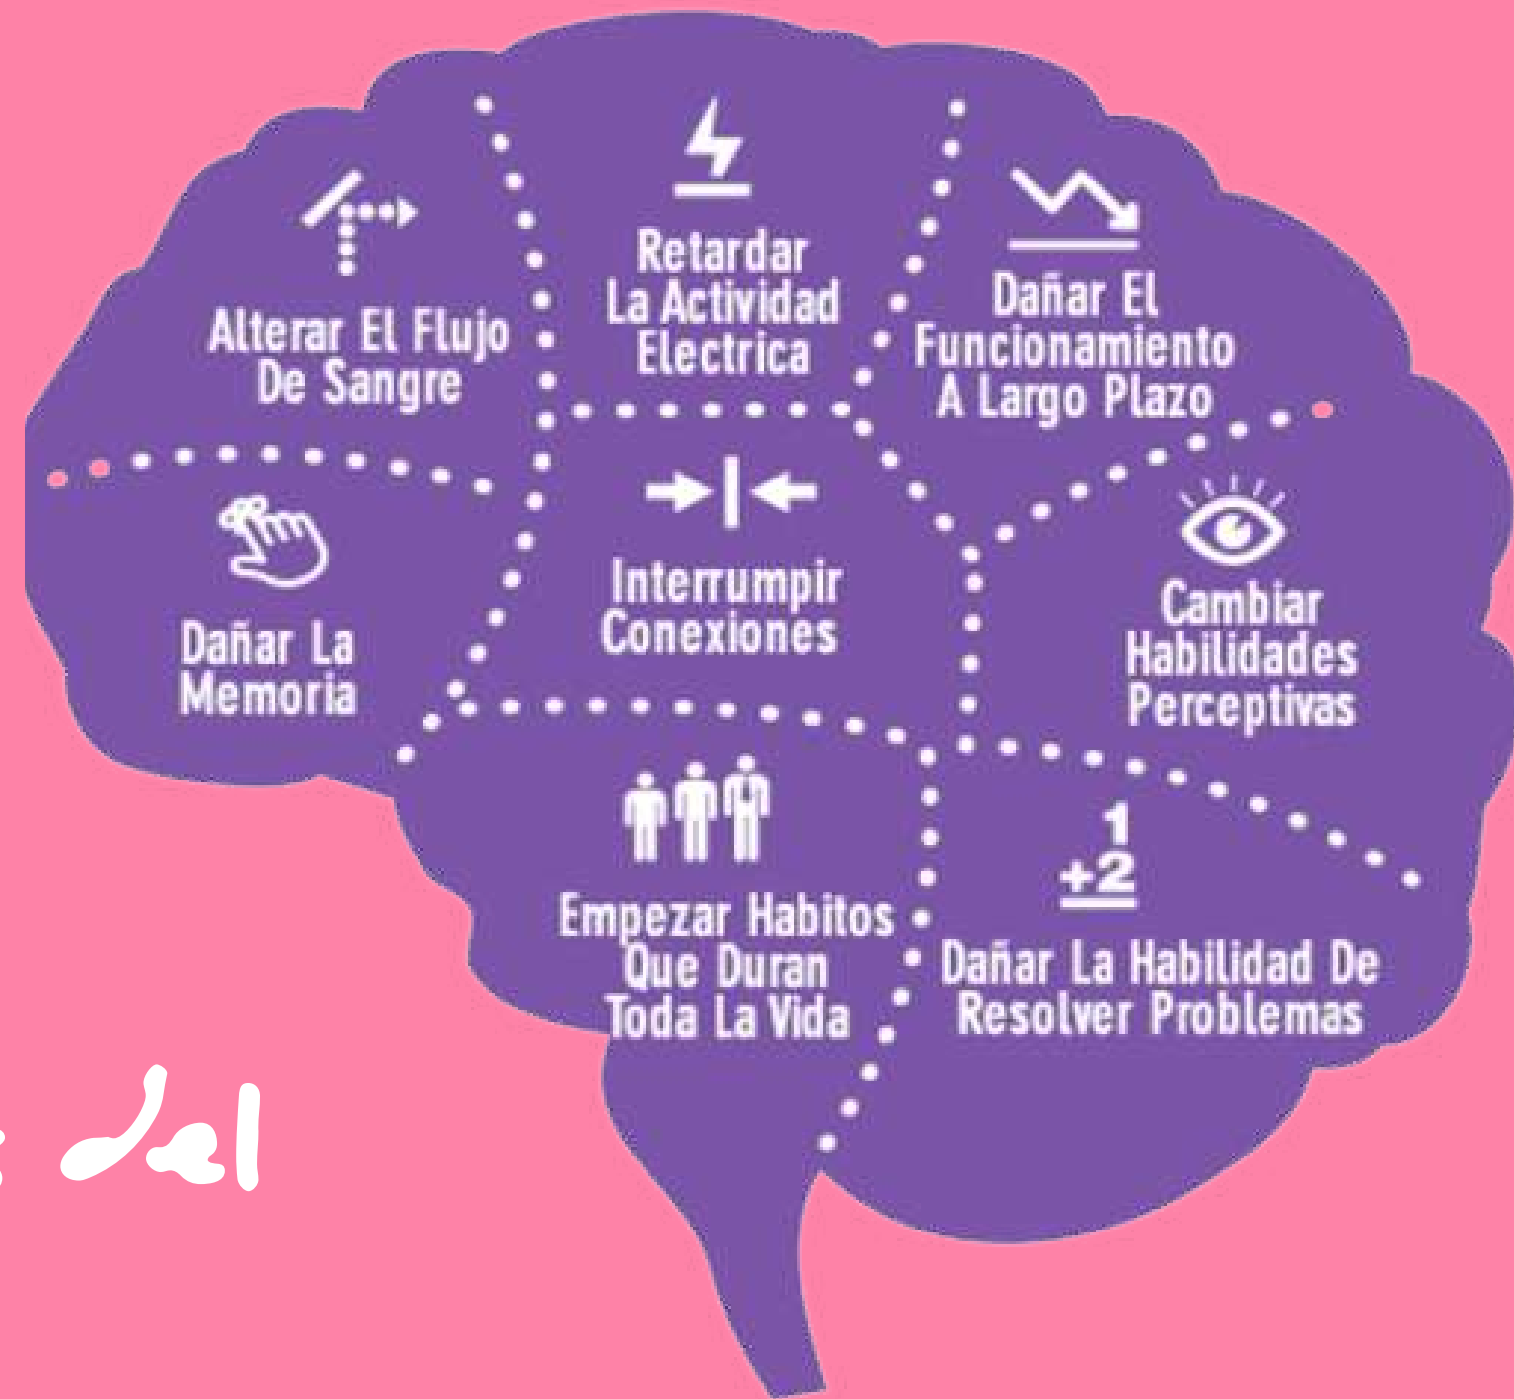 Retardar
La Actividad
Electrica
Alterar El Flujo
De Sangre
Dañar El
Funcionamiento
A Largo Plazo
Interrumpir
Conexiones
Dañar La
Memoria
Cambiar
Habilidades
Perceptivas
1
+2
Empezar Habitos
Que Duran
Toda La Vida
Dañar La Habilidad De
Resolver Problemas
del